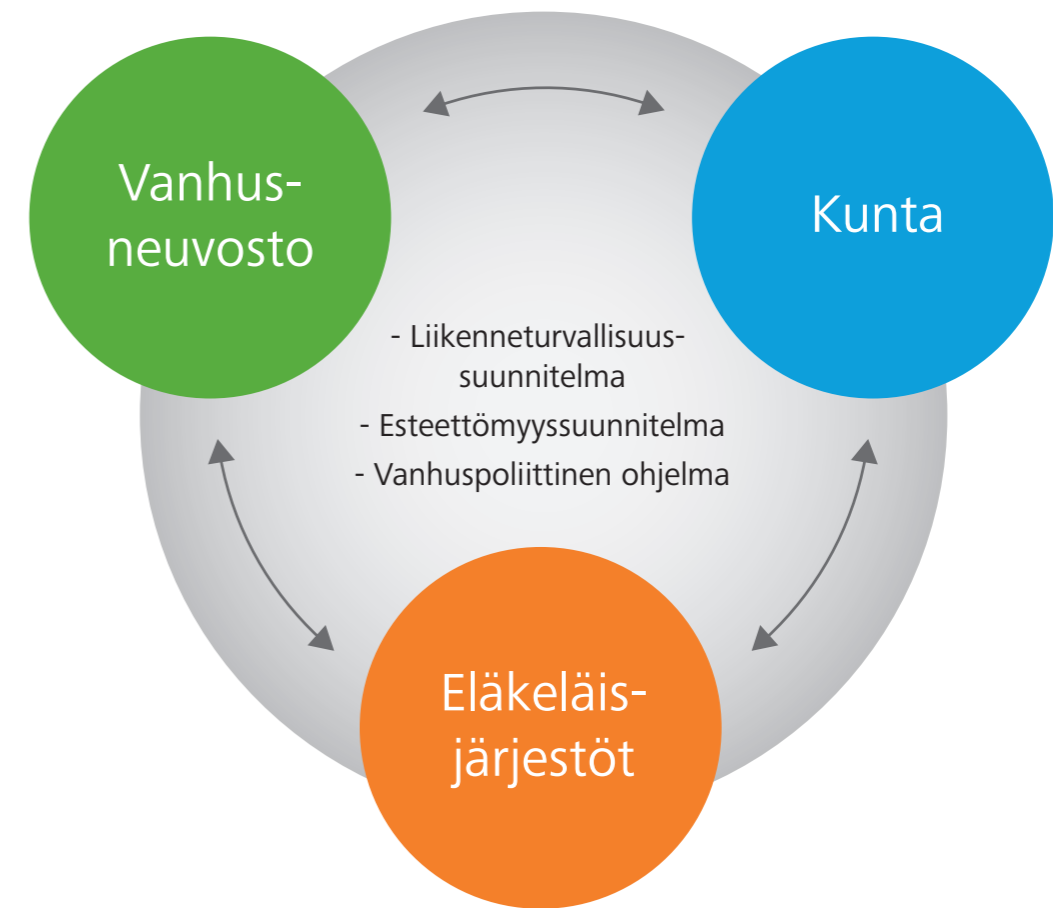 Vanhus-
neuvosto
Kunta
- Liikenneturvallisuus-
suunnitelma
- Esteettömyyssuunnitelma
- Vanhuspoliittinen ohjelma
Eläkeläis-
järjestöt